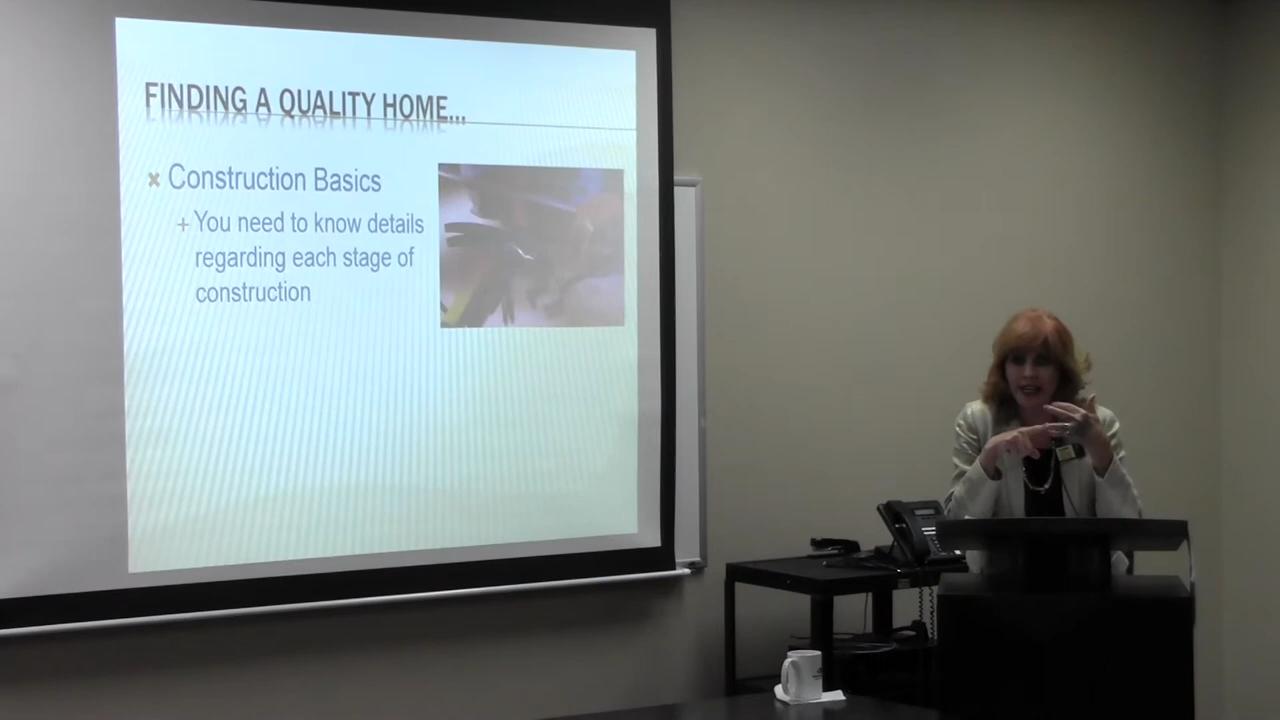 FINDING A QUALITY HOME...
Construction Basics
You need to know details
regarding each stage of
construction